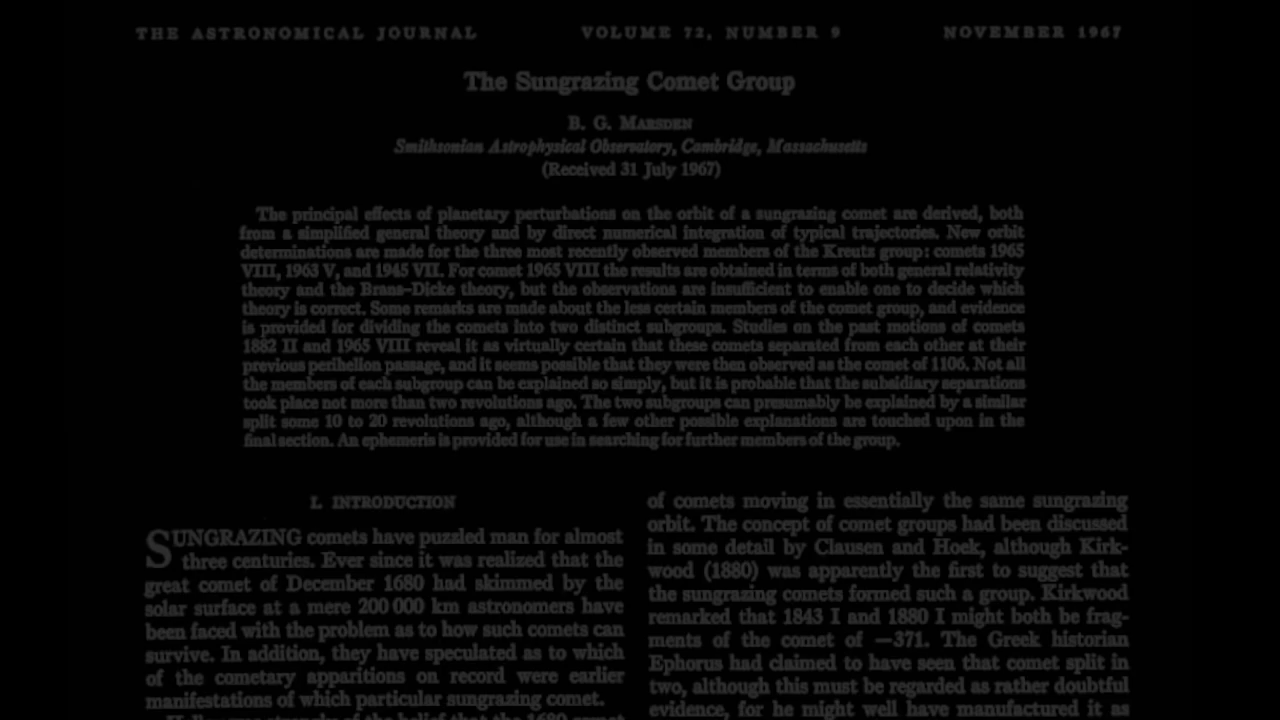 THE ASTRONOMICAL JOURNAL VOLUME 72, NUMBER 9 NOVEMBER 1967
The Sungrazing Comet Group
B. G. MARSDEN
Smithsonian Astrophysical Observatory, Cambridge, Massachusetts
(Received 31 July 1967)
The principal effects of planetary perturbations on the orbit of a sungrazing comet are derived, both
from a simplified general theory and by direct numerical integration of typical trajectories. New orbit
determinations are made for the three most recently observed members of the Kreutz group: comets 1965
VIII, 1963 V, and 1945 VII. For comet 1965 VIII the results are obtained in terms of both general relativity
theory and the Brans–Dicke theory, but the observations are insufficient to enable one to decide which
theory is correct. Some remarks are made about the less certain members of the comet group, and evidence
is provided for dividing the comets into two distinct subgroups. Studies on the past motions of comets
1882 II and 1965 VIII reveal it as virtually certain that these comets separated from each other at their
previous perihelion passage, and it seems possible that they were then observed as the comet of 1106. Not all
the members of each subgroup can be explained so simply, but it is probable that the subsidiary separations
took place not more than two revolutions ago. The two subgroups can presumably be explained by a similar
split some 10 to 20 revolutions ago, although a few other possible explanations are touched upon in the
final section. An ephemeris is provided for use in searching for further members of the group.
I. INTRODUCTION
SUNGRAZING comets have puzzled man for almost
three centuries. Ever since it was realized that the
great comet of December 1680 had skimmed by the
solar surface at a mere 200 000 km astronomers have
been faced with the problem as to how such comets can
survive. In addition, they have speculated as to which
of the cometary apparitions on record were earlier
manifestations of which particular sungrazing comet.
of comets moving in essentially the same sungrazing
orbit. The concept of comet groups had been discussed
in some detail by Clausen and Hoek, although Kirk-
wood (1880) was apparently the first to suggest that
the sungrazing comets formed such a group. Kirkwood
remarked that 1843 I and 1880 I might both be frag-
ments of the comet of —371. The Greek historian
Ephorus had claimed to have seen that comet split in
two, although this must be regarded as rather doubtful
evidence, for he might well have manufactured it as